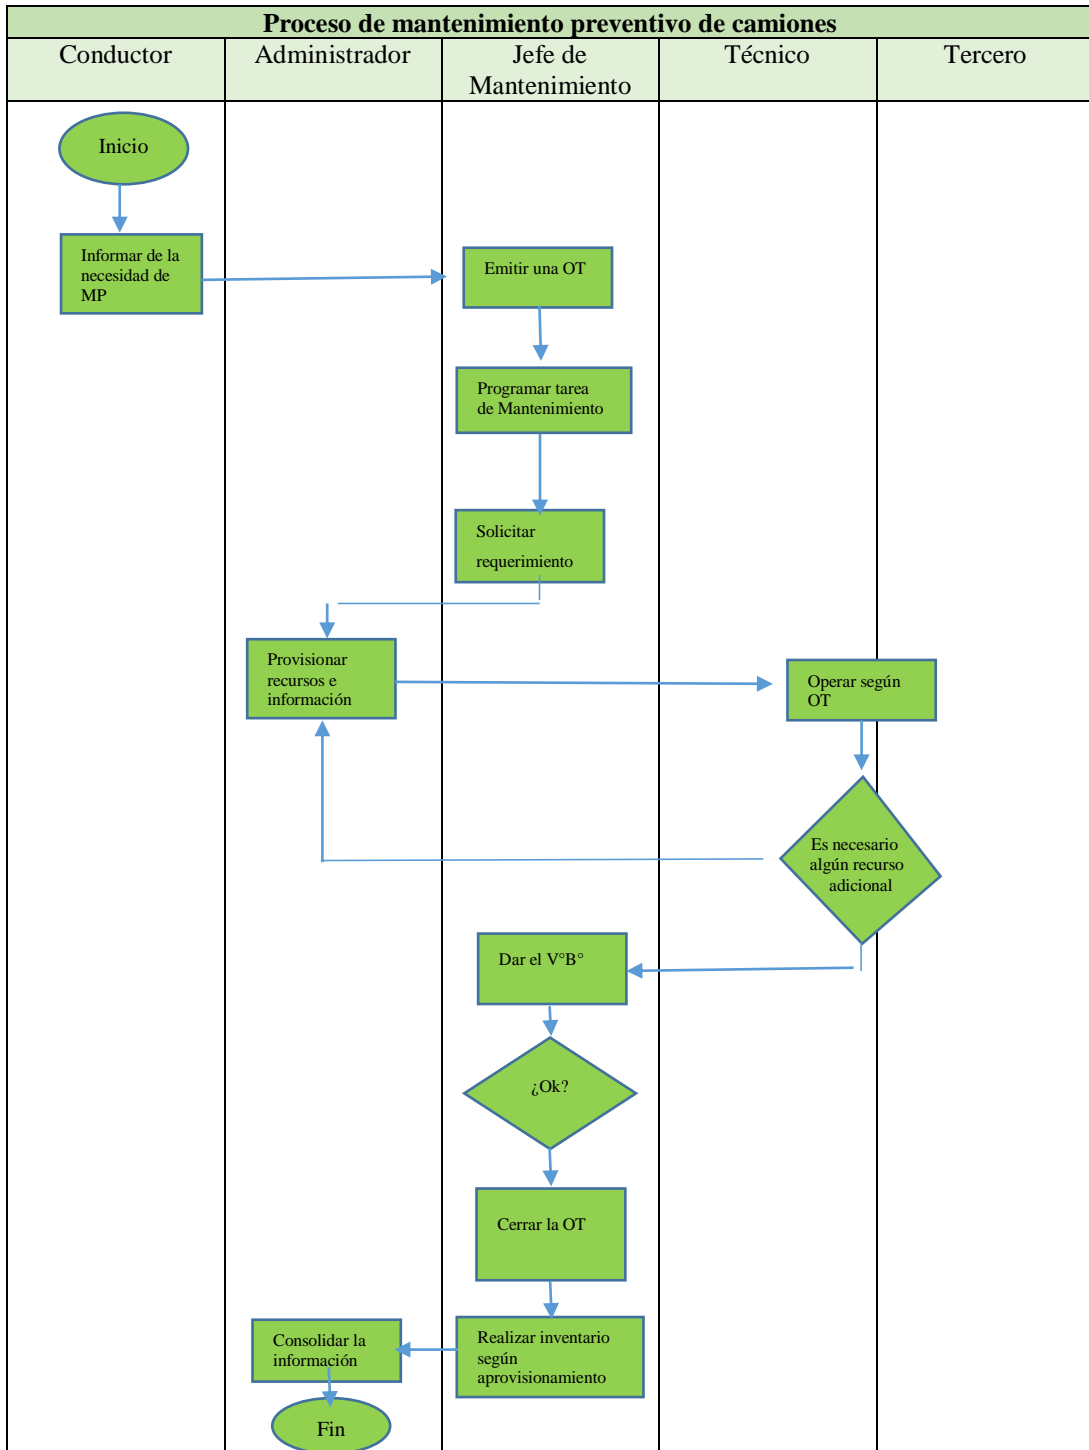 Proceso de mantenimiento preventivo de camiones
Conductor
Administrador
Jefe de
Mantenimiento
Técnico
Tercero
Inicio
Informar de la
necesidad de
MP
Emitir una OT
Programar tarea
de Mantenimiento
Solicitar
requerimiento
Provisionar
recursos e
información
Operar según
OT
Es necesario
algún recurso
adicional
Dar el V°B°
¿Ok?
Cerrar la OT
Realizar inventario
según
aprovisionamiento
Consolidar la
información
Fin